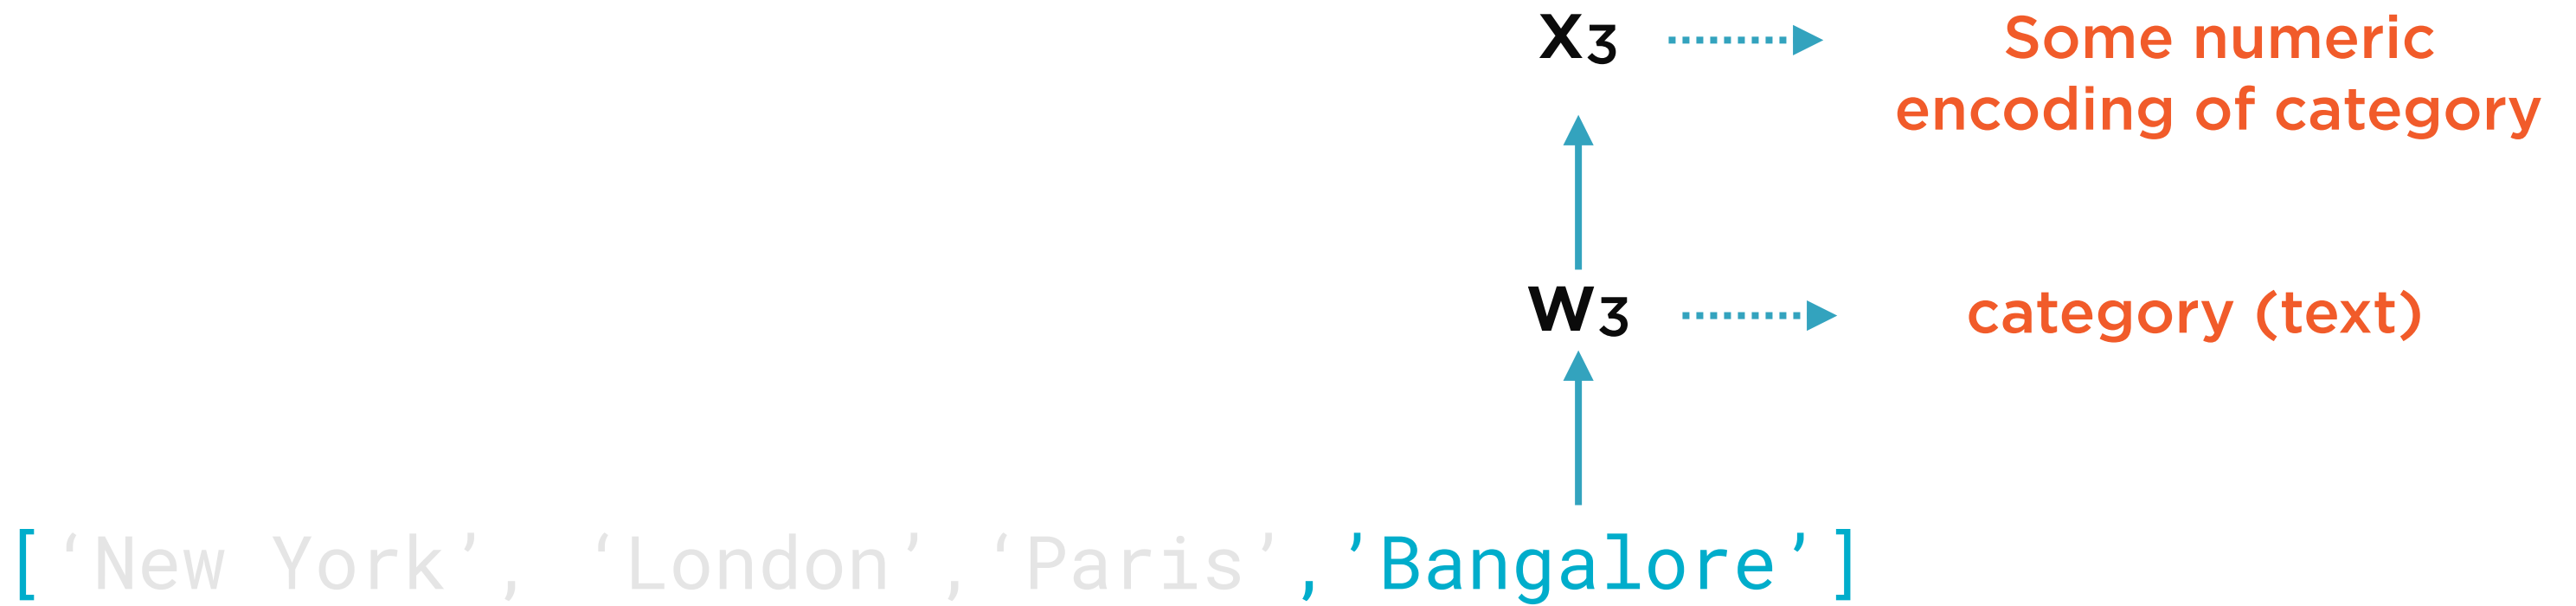 X3 Some numeric
encoding of category
W3 category (text)
[‘New York’, ‘London’,‘Paris’,’Bangalore’]